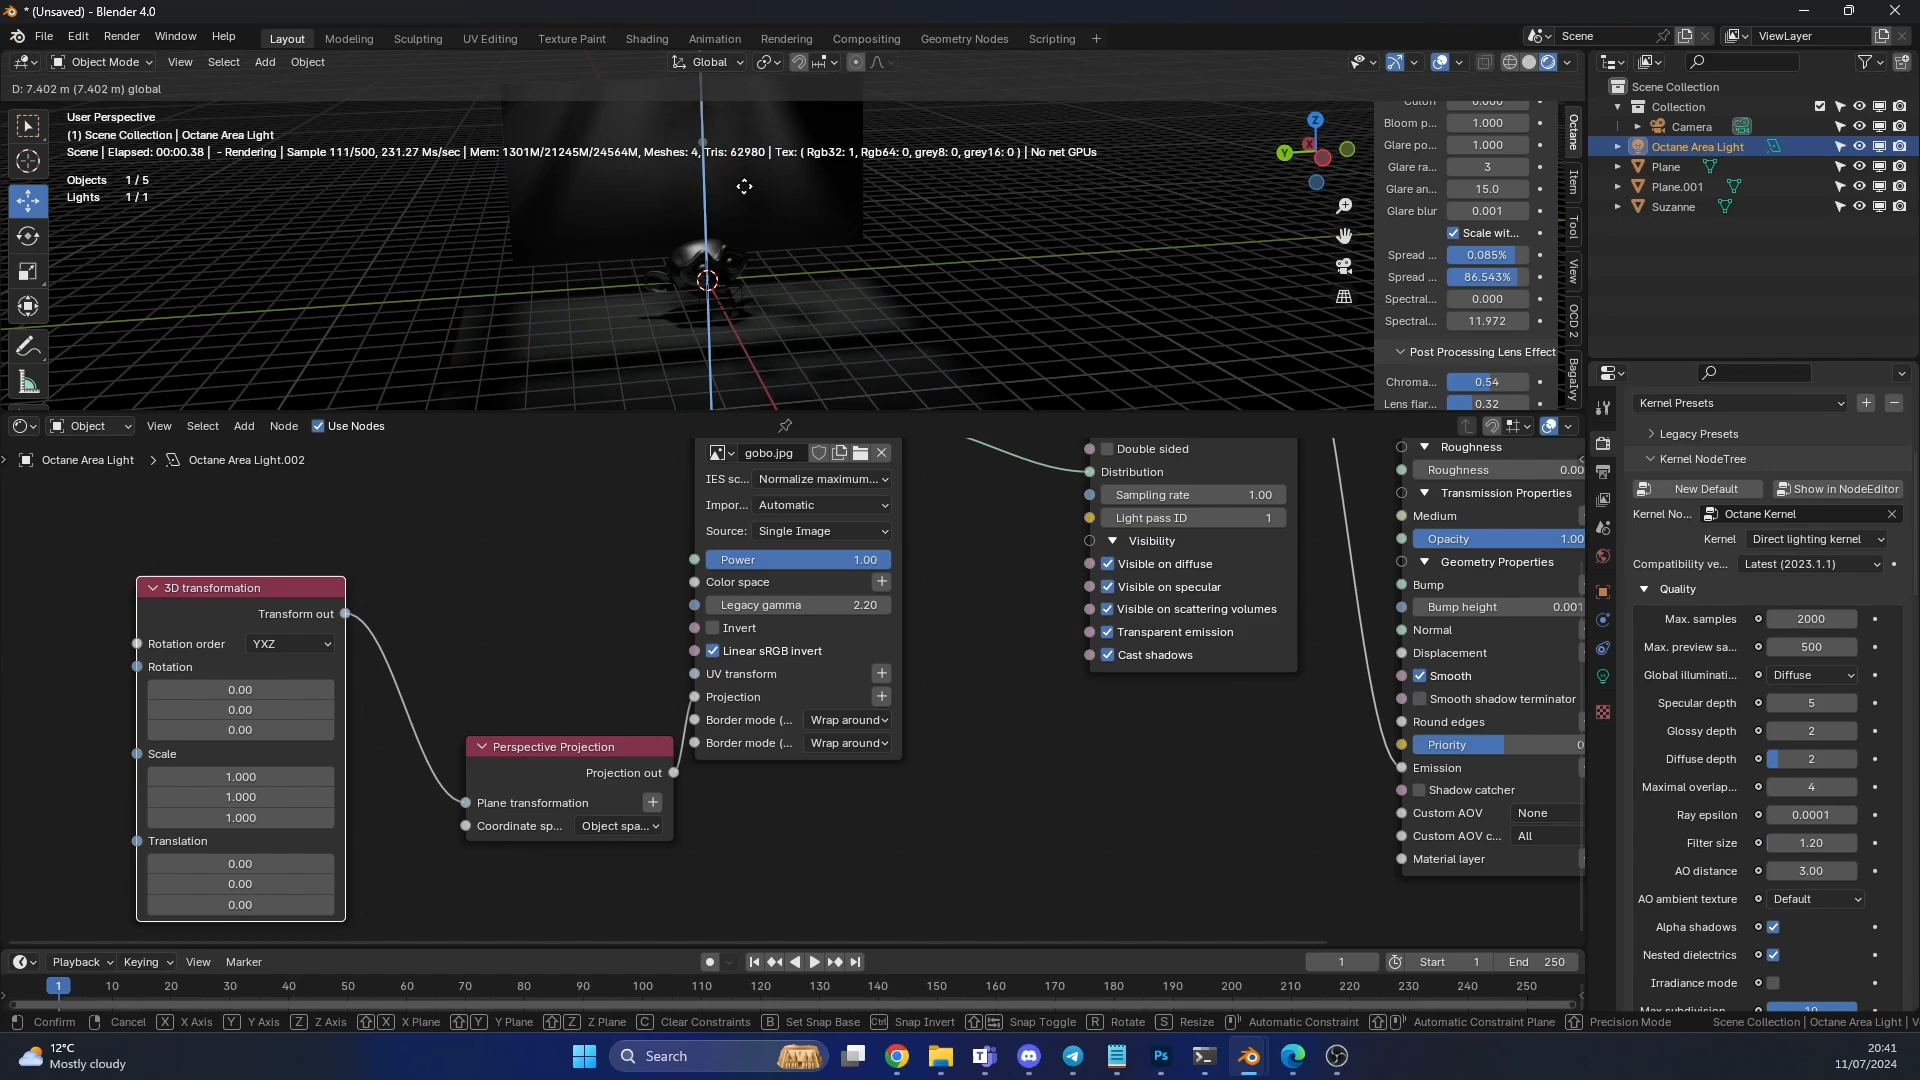 * (Unsaved) - Blender 4.0
File Edit Render Window Help Layout Modeling Sculpting UV Editing Texture Paint Shading Animation Rendering Compositing Geometry Nodes Scripting + Scene ViewLayer
Object Mode View Select Add Object Global
D: 7.402 m (7.402 m) global
User Perspective
(1) Scene Collection | Octane Area Light
Scene | Elapsed: 00:00.38 | - Rendering | Sample 111/500, 231.27 Ms/sec | Mem: 1301M/21245M/24564M, Meshes: 4, Tris: 62980 | Tex: ( Rgb32: 1, Rgb64: 0, grey8: 0, grey16: 0 ) | No net GPUs
Objects 1 / 5
Lights 1 / 1
Z
Y
X
Cutoff 0.000
Bloom p... 1.000
Glare po... 1.000
Glare ra... 3
Glare an... 15.0
Glare blur 0.001
Scale wit...
Spread ... 0.085%
Spread ... 86.543%
Spectral... 0.000
Spectral... 11.972
Post Processing Lens Effect
Chroma... 0.54
Lens flar... 0.32
Octane
Item
Tool
View
OCD 2
Scene Collection
Collection
Camera
Octane Area Light
Plane
Plane.001
Suzanne
Object View Select Add Node Use Nodes
Octane Area Light > Octane Area Light.002
3D transformation
Transform out
Rotation order YXZ
Rotation
0.00
0.00
0.00
Scale
1.000
1.000
1.000
Translation
0.00
0.00
0.00
Perspective Projection
Projection out
Plane transformation
Coordinate sp... Object spa...
gobo.jpg
IES sc... Normalize maximum...
Impor... Automatic
Source: Single Image
Power 1.00
Color space
Legacy gamma 2.20
Invert
Linear sRGB invert
UV transform
Projection
Border mode (... Wrap around
Border mode (... Wrap around
Double sided
Distribution
Sampling rate 1.00
Light pass ID 1
Visibility
Visible on diffuse
Visible on specular
Visible on scattering volumes
Transparent emission
Cast shadows
Roughness
Roughness 0.00
Transmission Properties
Medium
Opacity 1.00
Geometry Properties
Bump
Bump height 0.001
Normal
Displacement
Smooth
Smooth shadow terminator
Round edges
Priority 0
Emission
Shadow catcher
Custom AOV None
Custom AOV c... All
Material layer
Kernel Presets
Legacy Presets
Kernel NodeTree
New Default Show in NodeEditor
Kernel No... Octane Kernel
Kernel Direct lighting kernel
Compatibility ve... Latest (2023.1.1)
Quality
Max. samples 2000
Max. preview sa... 500
Global illuminati... Diffuse
Specular depth 5
Glossy depth 2
Diffuse depth 2
Maximal overlap... 4
Ray epsilon 0.0001
Filter size 1.20
AO distance 3.00
AO ambient texture Default
Alpha shadows
Nested dielectrics
Irradiance mode
Max subdivision 10
Playback Keying View Marker 1 Start 1 End 250
1 10 20 30 40 50 60 70 80 90 100 110 120 130 140 150 160 170 180 190 200 210 220 230 240 250
Confirm Cancel X X Axis Y Y Axis Z Z Axis X X Plane Y Y Plane Z Z Plane C Clear Constraints B Set Snap Base Ctrl Snap Invert Snap Toggle R Rotate S Resize Automatic Constraint Automatic Constraint Plane Precision Mode Scene Collection | Octane Area Light | V
12°C
Mostly cloudy
Search
Ps
20:41
11/07/2024